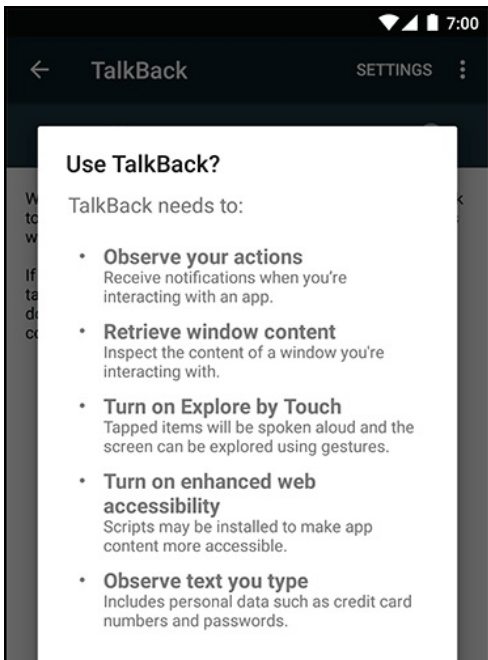 7:00
TalkBack SETTINGS
Use TalkBack?
TalkBack needs to:
• Observe your actions
Receive notifications when you're
interacting with an app.
• Retrieve window content
Inspect the content of a window you're
interacting with.
• Turn on Explore by Touch
Tapped items will be spoken aloud and the
screen can be explored using gestures.
• Turn on enhanced web
accessibility
Scripts may be installed to make app
content more accessible.
• Observe text you type
Includes personal data such as credit card
numbers and passwords.